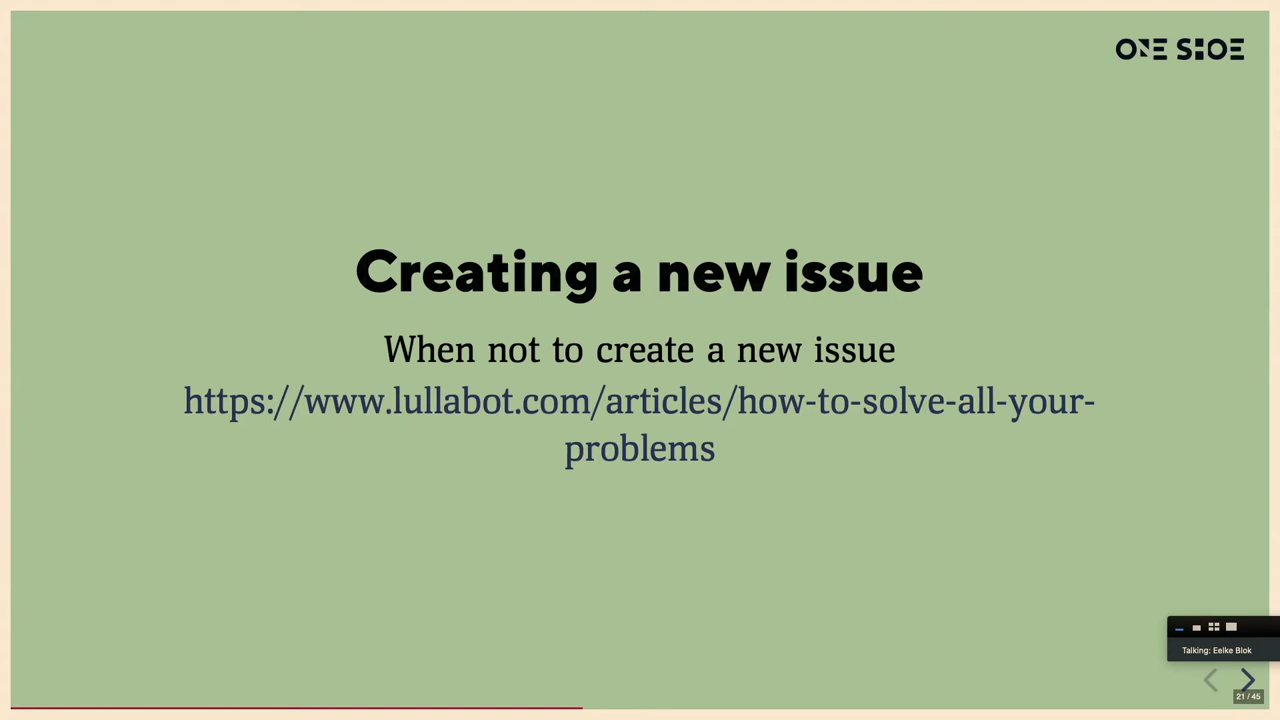 ONE SHOE
Creating a new issue
When not to create a new issue
https://www.lullabot.com/articles/how-to-solve-all-your-
problems
Talking: Eelke Blok
21 / 45